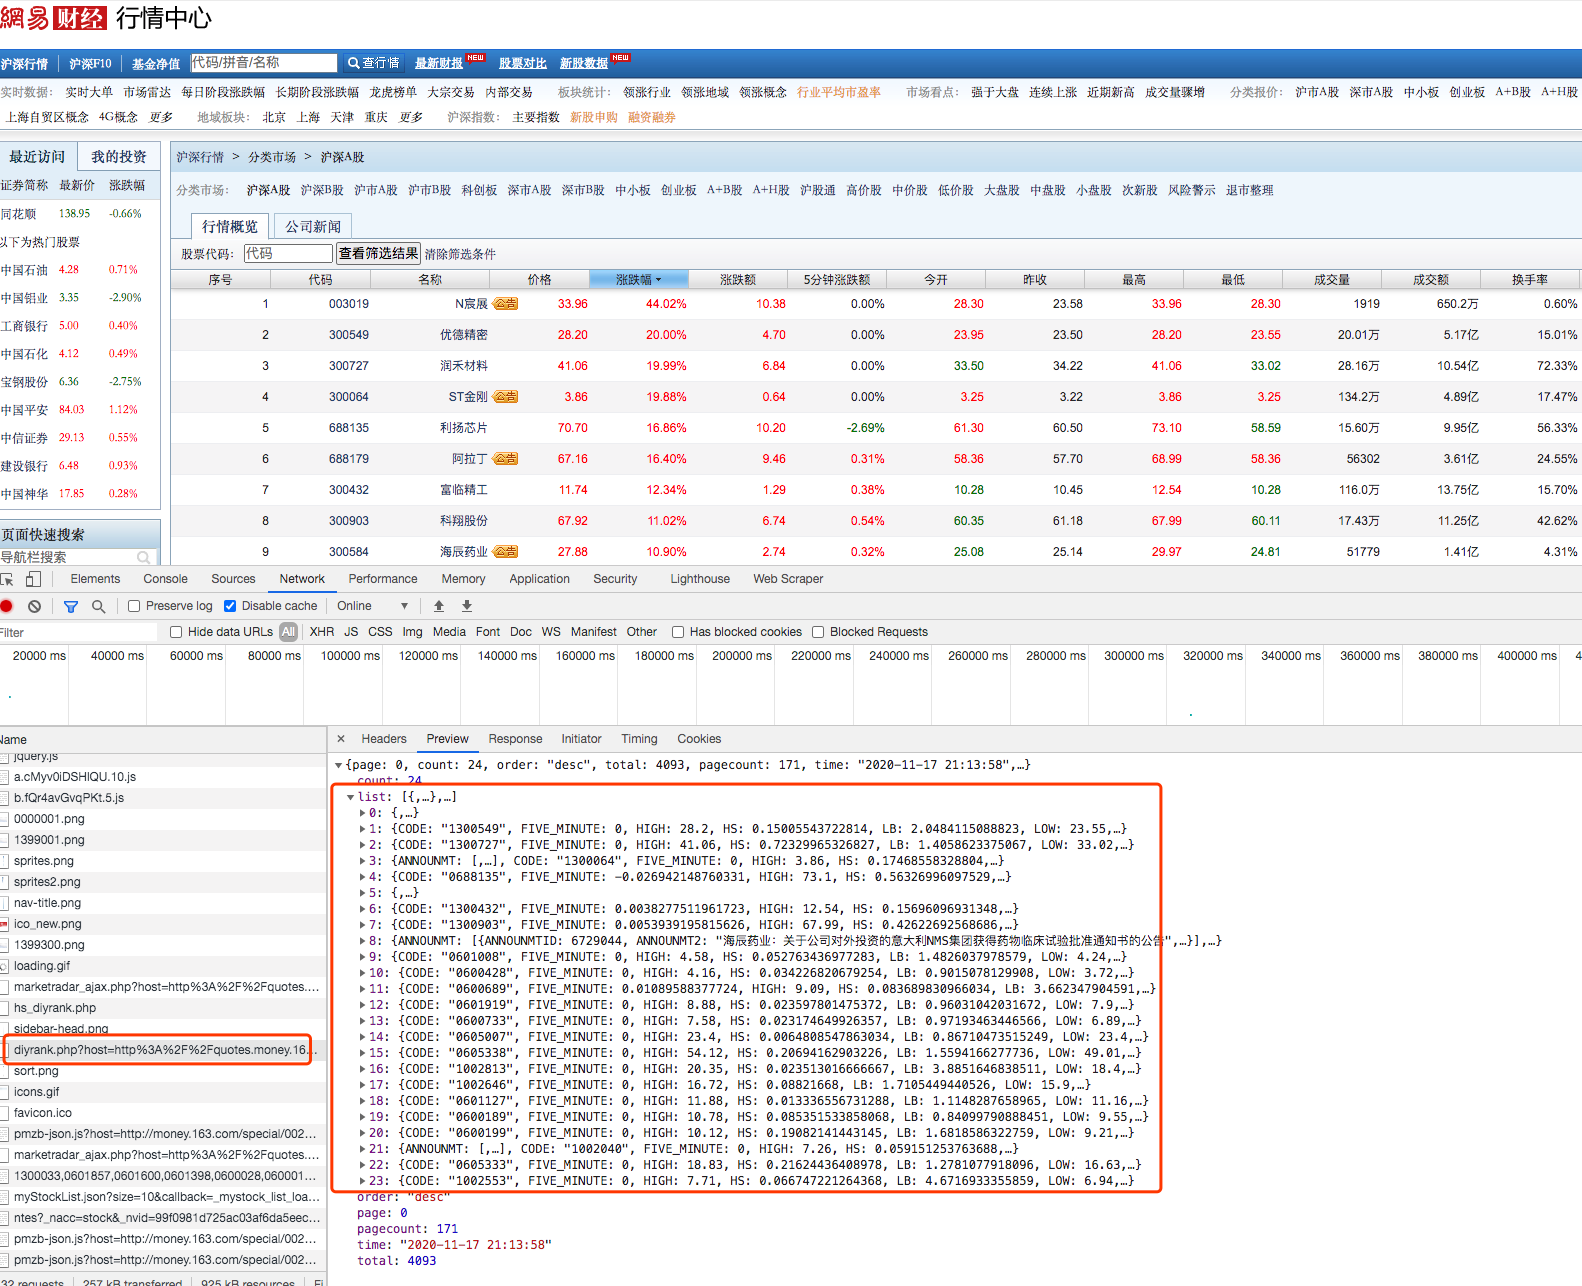 網易 财经 行情中心
沪深行情 沪深F10 基金净值 代码/拼音/名称 查行情 最新财报 NEW 股票对比 新股数据 NEW
实时数据： 实时大单 市场雷达 每日阶段涨跌幅 长期阶段涨跌幅 龙虎榜单 大宗交易 内部交易 板块统计： 领涨行业 领涨地域 领涨概念 行业平均市盈率 市场看点： 强于大盘 连续上涨 近期新高 成交量骤增 分类报价： 沪市A股 深市A股 中小板 创业板 A+B股 A+H股
上海自贸区概念 4G概念 更多 地域板块： 北京 上海 天津 重庆 更多 沪深指数： 主要指数 新股申购 融资融券
最近访问 我的投资
证券简称 最新价 涨跌幅
同花顺 138.95 -0.66%
以下为热门股票
中国石油 4.28 0.71%
中国铝业 3.35 -2.90%
工商银行 5.00 0.40%
中国石化 4.12 0.49%
宝钢股份 6.36 -2.75%
中国平安 84.03 1.12%
中信证券 29.13 0.55%
建设银行 6.48 0.93%
中国神华 17.85 0.28%
页面快速搜索
导航栏搜索
沪深行情 > 分类市场 > 沪深A股
分类市场： 沪深A股 沪深B股 沪市A股 沪市B股 科创板 深市A股 深市B股 中小板 创业板 A+B股 A+H股 沪股通 高价股 中价股 低价股 大盘股 中盘股 小盘股 次新股 风险警示 退市整理
行情概览 公司新闻
股票代码： 代码 查看筛选结果 清除筛选条件
序号 代码 名称 价格 涨跌幅 涨跌额 5分钟涨跌额 今开 昨收 最高 最低 成交量 成交额 换手率
1 003019 N宸展 公告 33.96 44.02% 10.38 0.00% 28.30 23.58 33.96 28.30 1919 650.2万 0.60%
2 300549 优德精密 28.20 20.00% 4.70 0.00% 23.95 23.50 28.20 23.55 20.01万 5.17亿 15.01%
3 300727 润禾材料 41.06 19.99% 6.84 0.00% 33.50 34.22 41.06 33.02 28.16万 10.54亿 72.33%
4 300064 ST金刚 公告 3.86 19.88% 0.64 0.00% 3.25 3.22 3.86 3.25 134.2万 4.89亿 17.47%
5 688135 利扬芯片 70.70 16.86% 10.20 -2.69% 61.30 60.50 73.10 58.59 15.60万 9.95亿 56.33%
6 688179 阿拉丁 公告 67.16 16.40% 9.46 0.31% 58.36 57.70 68.99 58.36 56302 3.61亿 24.55%
7 300432 富临精工 11.74 12.34% 1.29 0.38% 10.28 10.45 12.54 10.28 116.0万 13.75亿 15.70%
8 300903 科翔股份 67.92 11.02% 6.74 0.54% 60.35 61.18 67.99 60.11 17.43万 11.25亿 42.62%
9 300584 海辰药业 公告 27.88 10.90% 2.74 0.32% 25.08 25.14 29.97 24.81 51779 1.41亿 4.31%
Elements Console Sources Network Performance Memory Application Security Lighthouse Web Scraper
Preserve log Disable cache Online
Filter Hide data URLs All XHR JS CSS Img Media Font Doc WS Manifest Other Has blocked cookies Blocked Requests
20000 ms 40000 ms 60000 ms 80000 ms 100000 ms 120000 ms 140000 ms 160000 ms 180000 ms 200000 ms 220000 ms 240000 ms 260000 ms 280000 ms 300000 ms 320000 ms 340000 ms 360000 ms 380000 ms 400000 ms 4
Name
jquery.js
a.cMyv0iDSHIQU.10.js
b.fQr4avGvqPKt.5.js
0000001.png
1399001.png
sprites.png
sprites2.png
nav-title.png
ico_new.png
1399300.png
loading.gif
marketradar_ajax.php?host=http%3A%2F%2Fquotes....
hs_diyrank.php
sidebar-head.png
diyrank.php?host=http%3A%2F%2Fquotes.money.16...
sort.png
icons.gif
favicon.ico
pmzb-json.js?host=http://money.163.com/special/002...
marketradar_ajax.php?host=http%3A%2F%2Fquotes....
1300033,0601857,0601600,0601398,0600028,060001...
myStockList.json?size=10&callback=_mystock_list_loa...
ntes?_nacc=stock&_nvid=99f0981d725ac03af6da5eec...
pmzb-json.js?host=http://money.163.com/special/002...
pmzb-json.js?host=http://money.163.com/special/002...
32 requests 257 kB transferred 925 kB resources Fi
× Headers Preview Response Initiator Timing Cookies
{page: 0, count: 24, order: "desc", total: 4093, pagecount: 171, time: "2020-11-17 21:13:58",…}
count: 24
list: [{,…},…]
0: {,…}
1: {CODE: "1300549", FIVE_MINUTE: 0, HIGH: 28.2, HS: 0.15005543722814, LB: 2.0484115088823, LOW: 23.55,…}
2: {CODE: "1300727", FIVE_MINUTE: 0, HIGH: 41.06, HS: 0.72329965326827, LB: 1.4058623375067, LOW: 33.02,…}
3: {ANNOUNMT: [,…], CODE: "1300064", FIVE_MINUTE: 0, HIGH: 3.86, HS: 0.17468558328804,…}
4: {CODE: "0688135", FIVE_MINUTE: -0.026942148760331, HIGH: 73.1, HS: 0.56326996097529,…}
5: {,…}
6: {CODE: "1300432", FIVE_MINUTE: 0.0038277511961723, HIGH: 12.54, HS: 0.15696096931348,…}
7: {CODE: "1300903", FIVE_MINUTE: 0.0053939195815626, HIGH: 67.99, HS: 0.426222692568686,…}
8: {ANNOUNMT: [{ANNOUNMTID: 6729044, ANNOUNMT2: "海辰药业：关于公司对外投资的意大利NMS集团获得药物临床试验批准通知书的公告",…}],…}
9: {CODE: "0601008", FIVE_MINUTE: 0, HIGH: 4.58, HS: 0.052763436977283, LB: 1.4826037978579, LOW: 4.24,…}
10: {CODE: "0600428", FIVE_MINUTE: 0, HIGH: 4.16, HS: 0.034226820679254, LB: 0.9015078129908, LOW: 3.72,…}
11: {CODE: "0600689", FIVE_MINUTE: 0.01089588377724, HIGH: 9.09, HS: 0.083689830966034, LB: 3.662347904591,…}
12: {CODE: "0601919", FIVE_MINUTE: 0, HIGH: 8.88, HS: 0.023597801475372, LB: 0.96031042031672, LOW: 7.9,…}
13: {CODE: "0600733", FIVE_MINUTE: 0, HIGH: 7.58, HS: 0.023174649926357, LB: 0.97193463446566, LOW: 6.89,…}
14: {CODE: "0605007", FIVE_MINUTE: 0, HIGH: 23.4, HS: 0.0064808547863034, LB: 0.86710473515249, LOW: 23.4,…}
15: {CODE: "0605338", FIVE_MINUTE: 0, HIGH: 54.12, HS: 0.20694162903226, LB: 1.5594166277736, LOW: 49.01,…}
16: {CODE: "1002813", FIVE_MINUTE: 0, HIGH: 20.35, HS: 0.023513016666667, LB: 3.8851646838511, LOW: 18.4,…}
17: {CODE: "1002646", FIVE_MINUTE: 0, HIGH: 16.72, HS: 0.08821668, LB: 1.7105449440526, LOW: 15.9,…}
18: {CODE: "0601127", FIVE_MINUTE: 0, HIGH: 11.88, HS: 0.013336556731288, LB: 1.1148287658965, LOW: 11.16,…}
19: {CODE: "0600189", FIVE_MINUTE: 0, HIGH: 10.78, HS: 0.085351533858068, LB: 0.84099790888451, LOW: 9.55,…}
20: {CODE: "0600199", FIVE_MINUTE: 0, HIGH: 10.12, HS: 0.19082141443145, LB: 1.6818586322759, LOW: 9.21,…}
21: {ANNOUNMT: [,…], CODE: "1002040", FIVE_MINUTE: 0, HIGH: 7.26, HS: 0.059151253763688,…}
22: {CODE: "0605333", FIVE_MINUTE: 0, HIGH: 18.83, HS: 0.21624436408978, LB: 1.2781077918096, LOW: 16.63,…}
23: {CODE: "1002553", FIVE_MINUTE: 0, HIGH: 7.71, HS: 0.066747221264368, LB: 4.6716933355859, LOW: 6.94,…}
order: "desc"
page: 0
pagecount: 171
time: "2020-11-17 21:13:58"
total: 4093